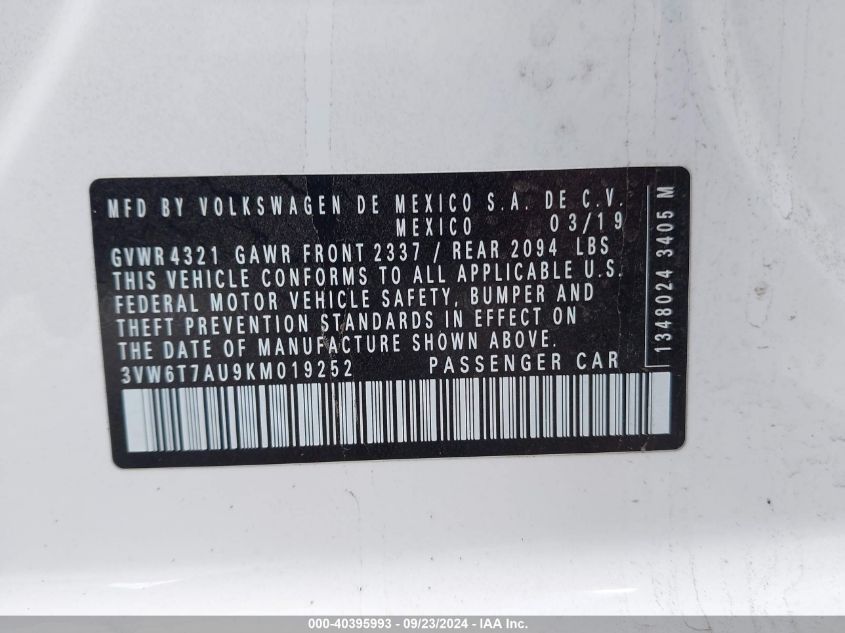 MFD BY VOLKSWAGEN DE MEXICO S.A. DE C.V.
MEXICO 03/19
GVWR 4321 GAWR FRONT 2337 / REAR 2094 LBS
THIS VEHICLE CONFORMS TO ALL APPLICABLE U.S.
FEDERAL MOTOR VEHICLE SAFETY, BUMPER AND
THEFT PREVENTION STANDARDS IN EFFECT ON
THE DATE OF MANUFACTURE SHOWN ABOVE.
3VW6T7AU9KM019252 PASSENGER CAR
1348024 3405 M
000-40395993 - 09/23/2024 - IAA Inc.